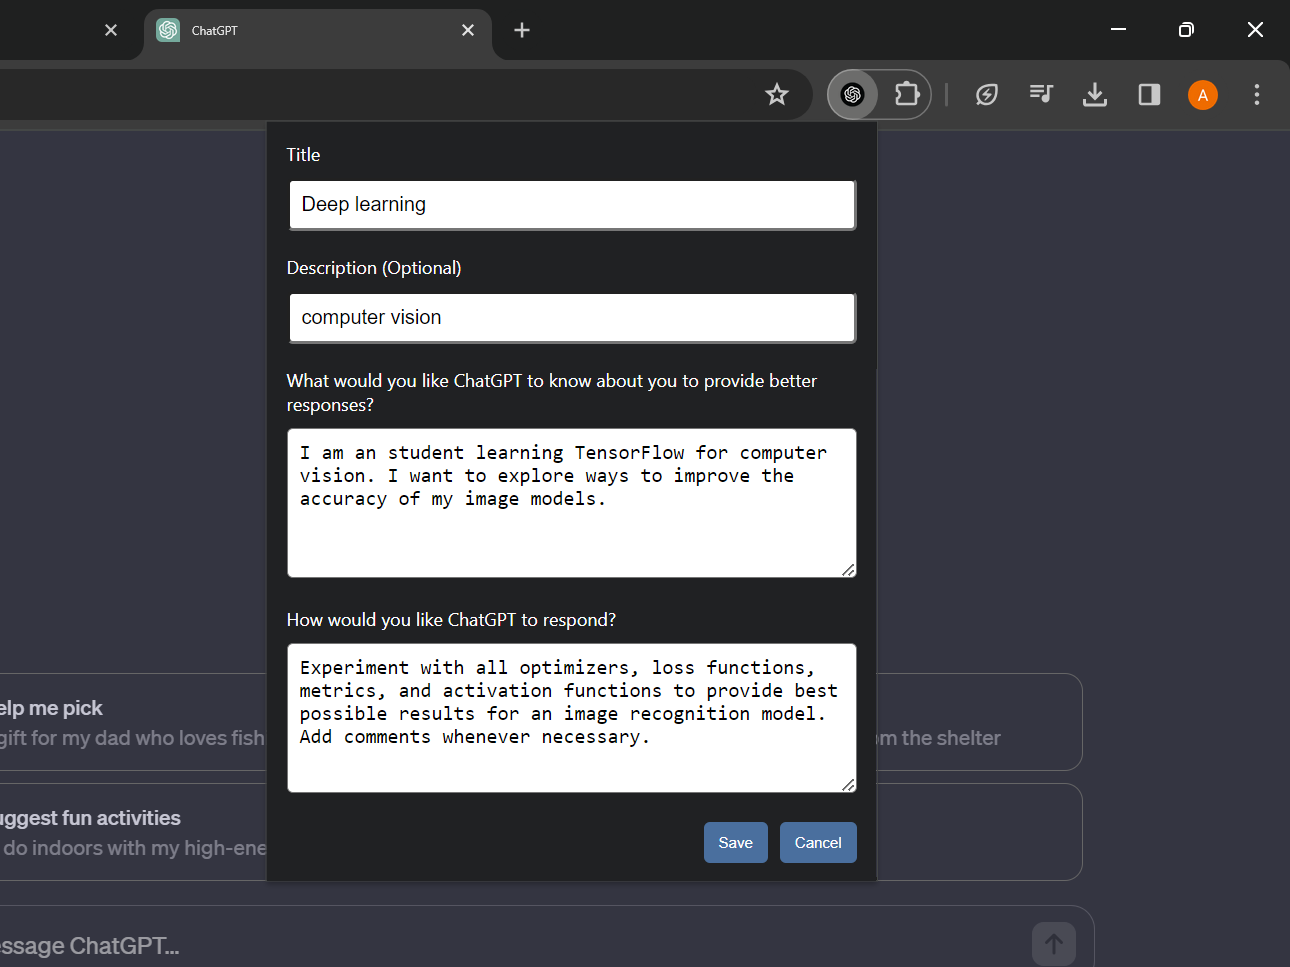 ChatGPT
A
Title
Deep learning
Description (Optional)
computer vision
What would you like ChatGPT to know about you to provide better
responses?
I am an student learning TensorFlow for computer
vision. I want to explore ways to improve the
accuracy of my image models.
How would you like ChatGPT to respond?
Experiment with all optimizers, loss functions,
metrics, and activation functions to provide best
possible results for an image recognition model.
Add comments whenever necessary.
Save Cancel
elp me pick
gift for my dad who loves fish
om the shelter
uggest fun activities
do indoors with my high-ene
essage ChatGPT...